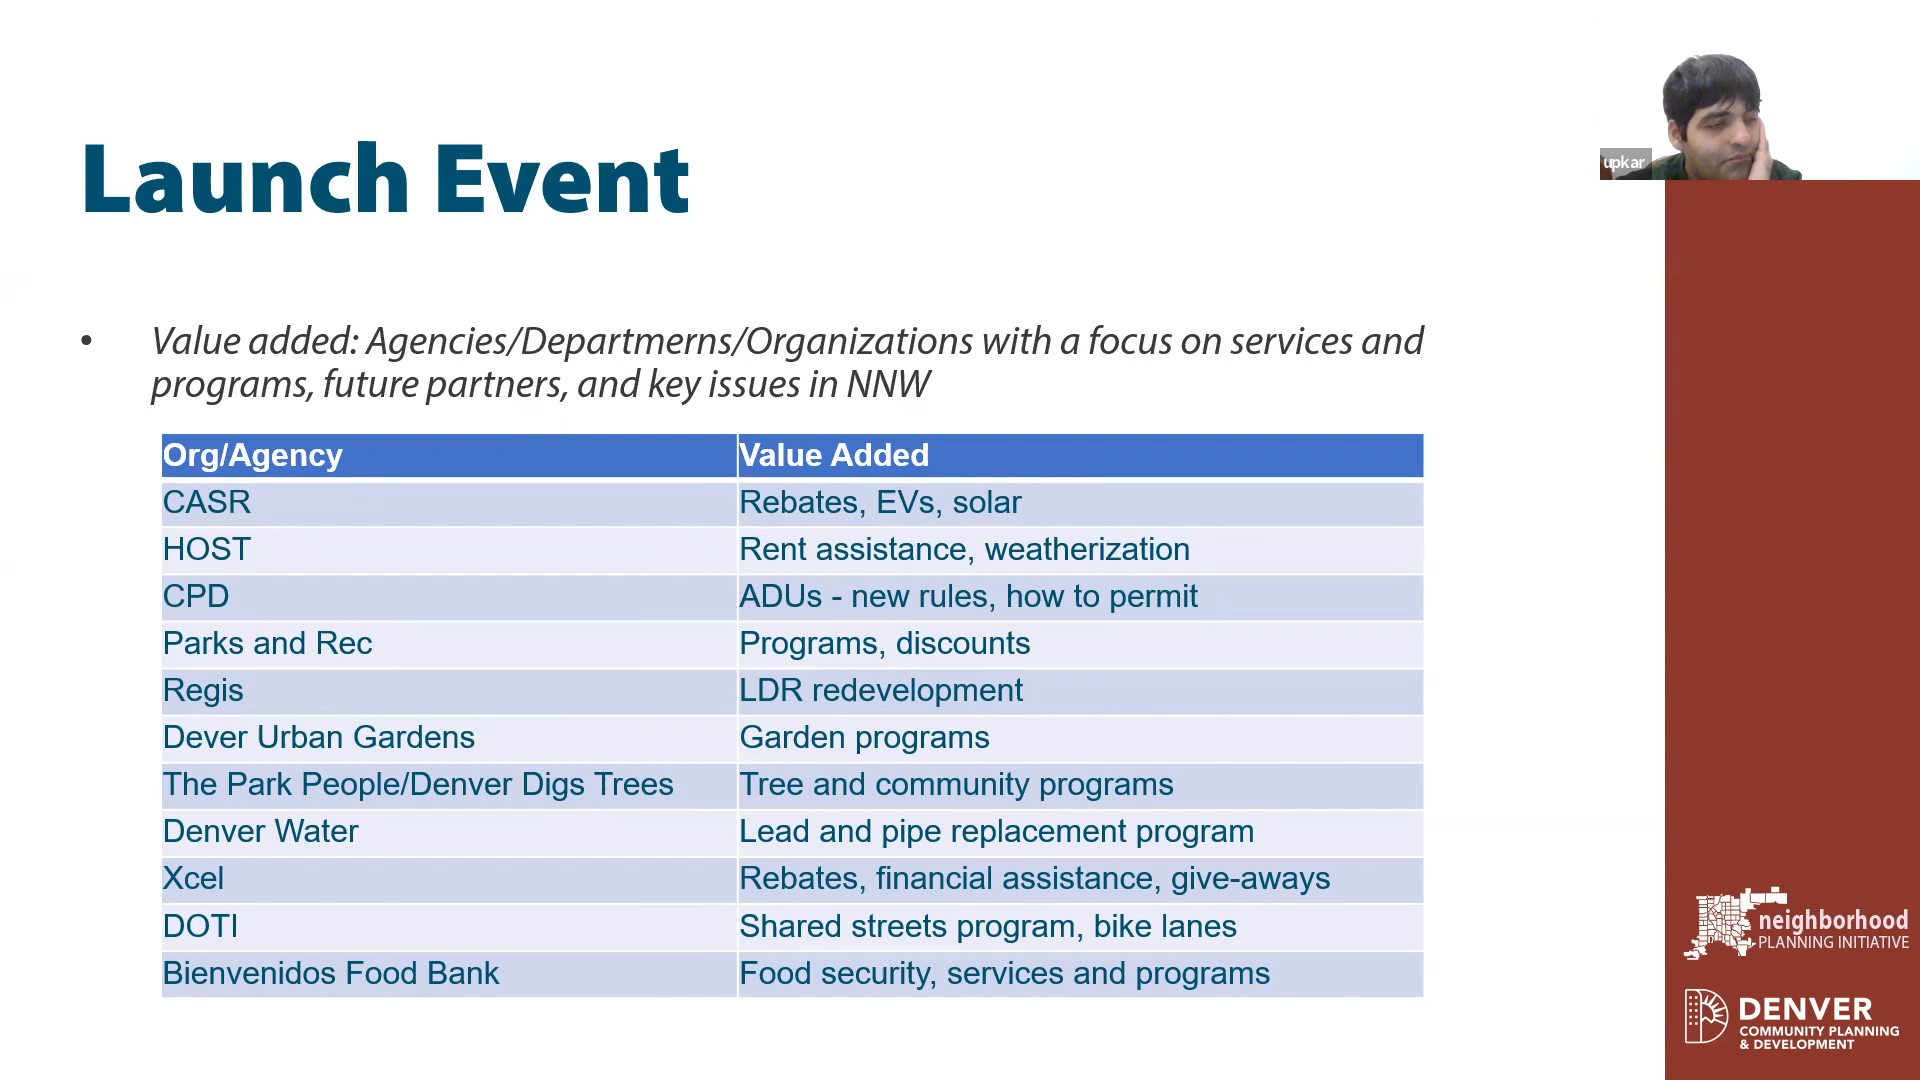 upkar
Launch Event
• Value added: Agencies/Departmerns/Organizations with a focus on services and
programs, future partners, and key issues in NNW
Org/Agency Value Added
CASR Rebates, EVs, solar
HOST Rent assistance, weatherization
CPD ADUs - new rules, how to permit
Parks and Rec Programs, discounts
Regis LDR redevelopment
Dever Urban Gardens Garden programs
The Park People/Denver Digs Trees Tree and community programs
Denver Water Lead and pipe replacement program
Xcel Rebates, financial assistance, give-aways
DOTI Shared streets program, bike lanes
Bienvenidos Food Bank Food security, services and programs
neighborhood
PLANNING INITIATIVE
DENVER
COMMUNITY PLANNING
& DEVELOPMENT